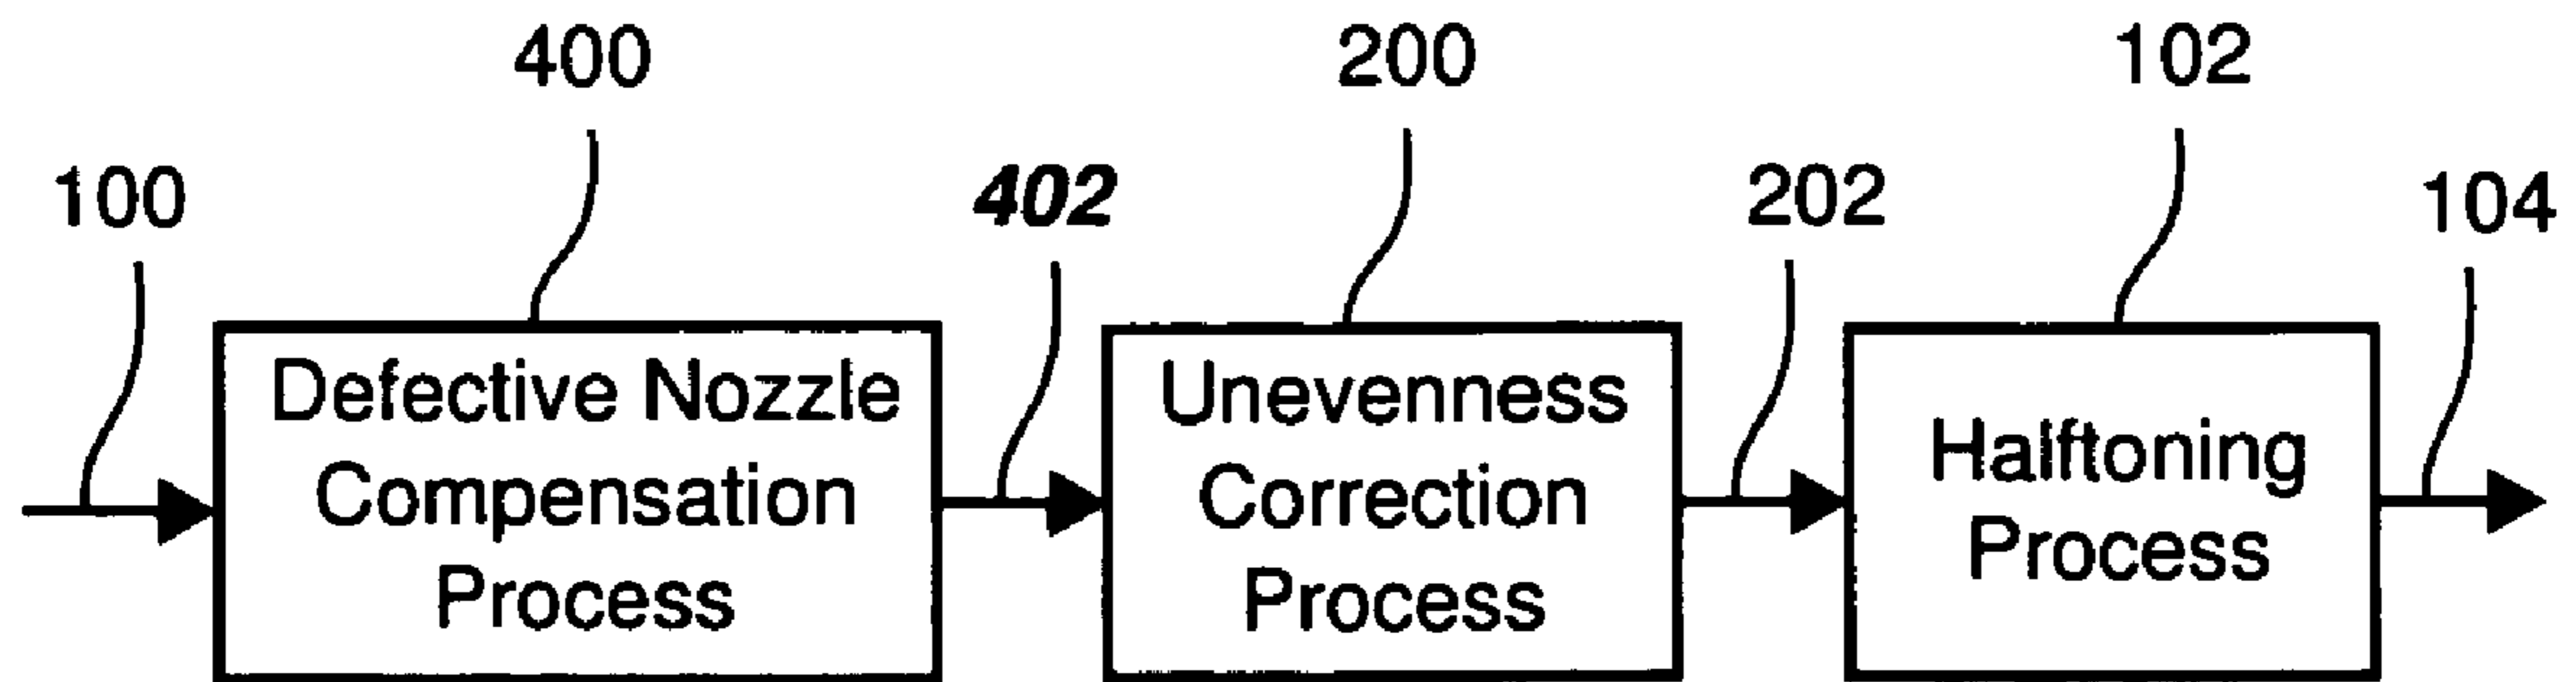 400
200
102
100
402
202
104
Defective Nozzle
Compensation
Process
Unevenness
Correction
Process
Halftoning
Process